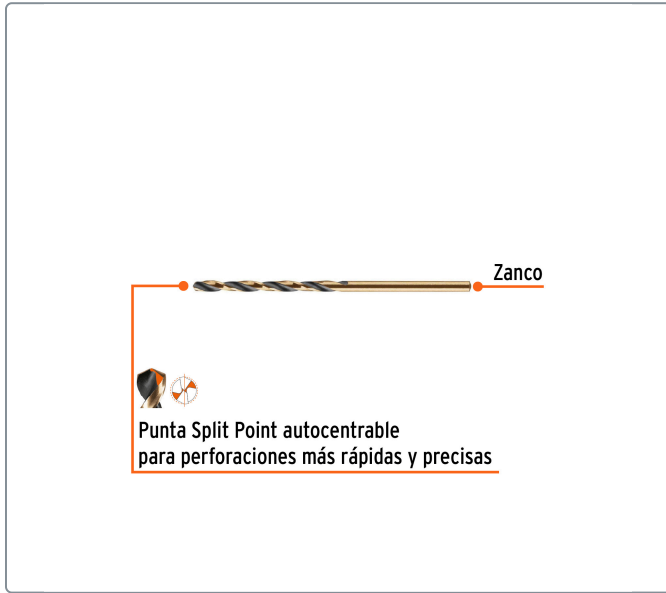 Zanco
Punta Split Point autocentrable
para perforaciones más rápidas y precisas